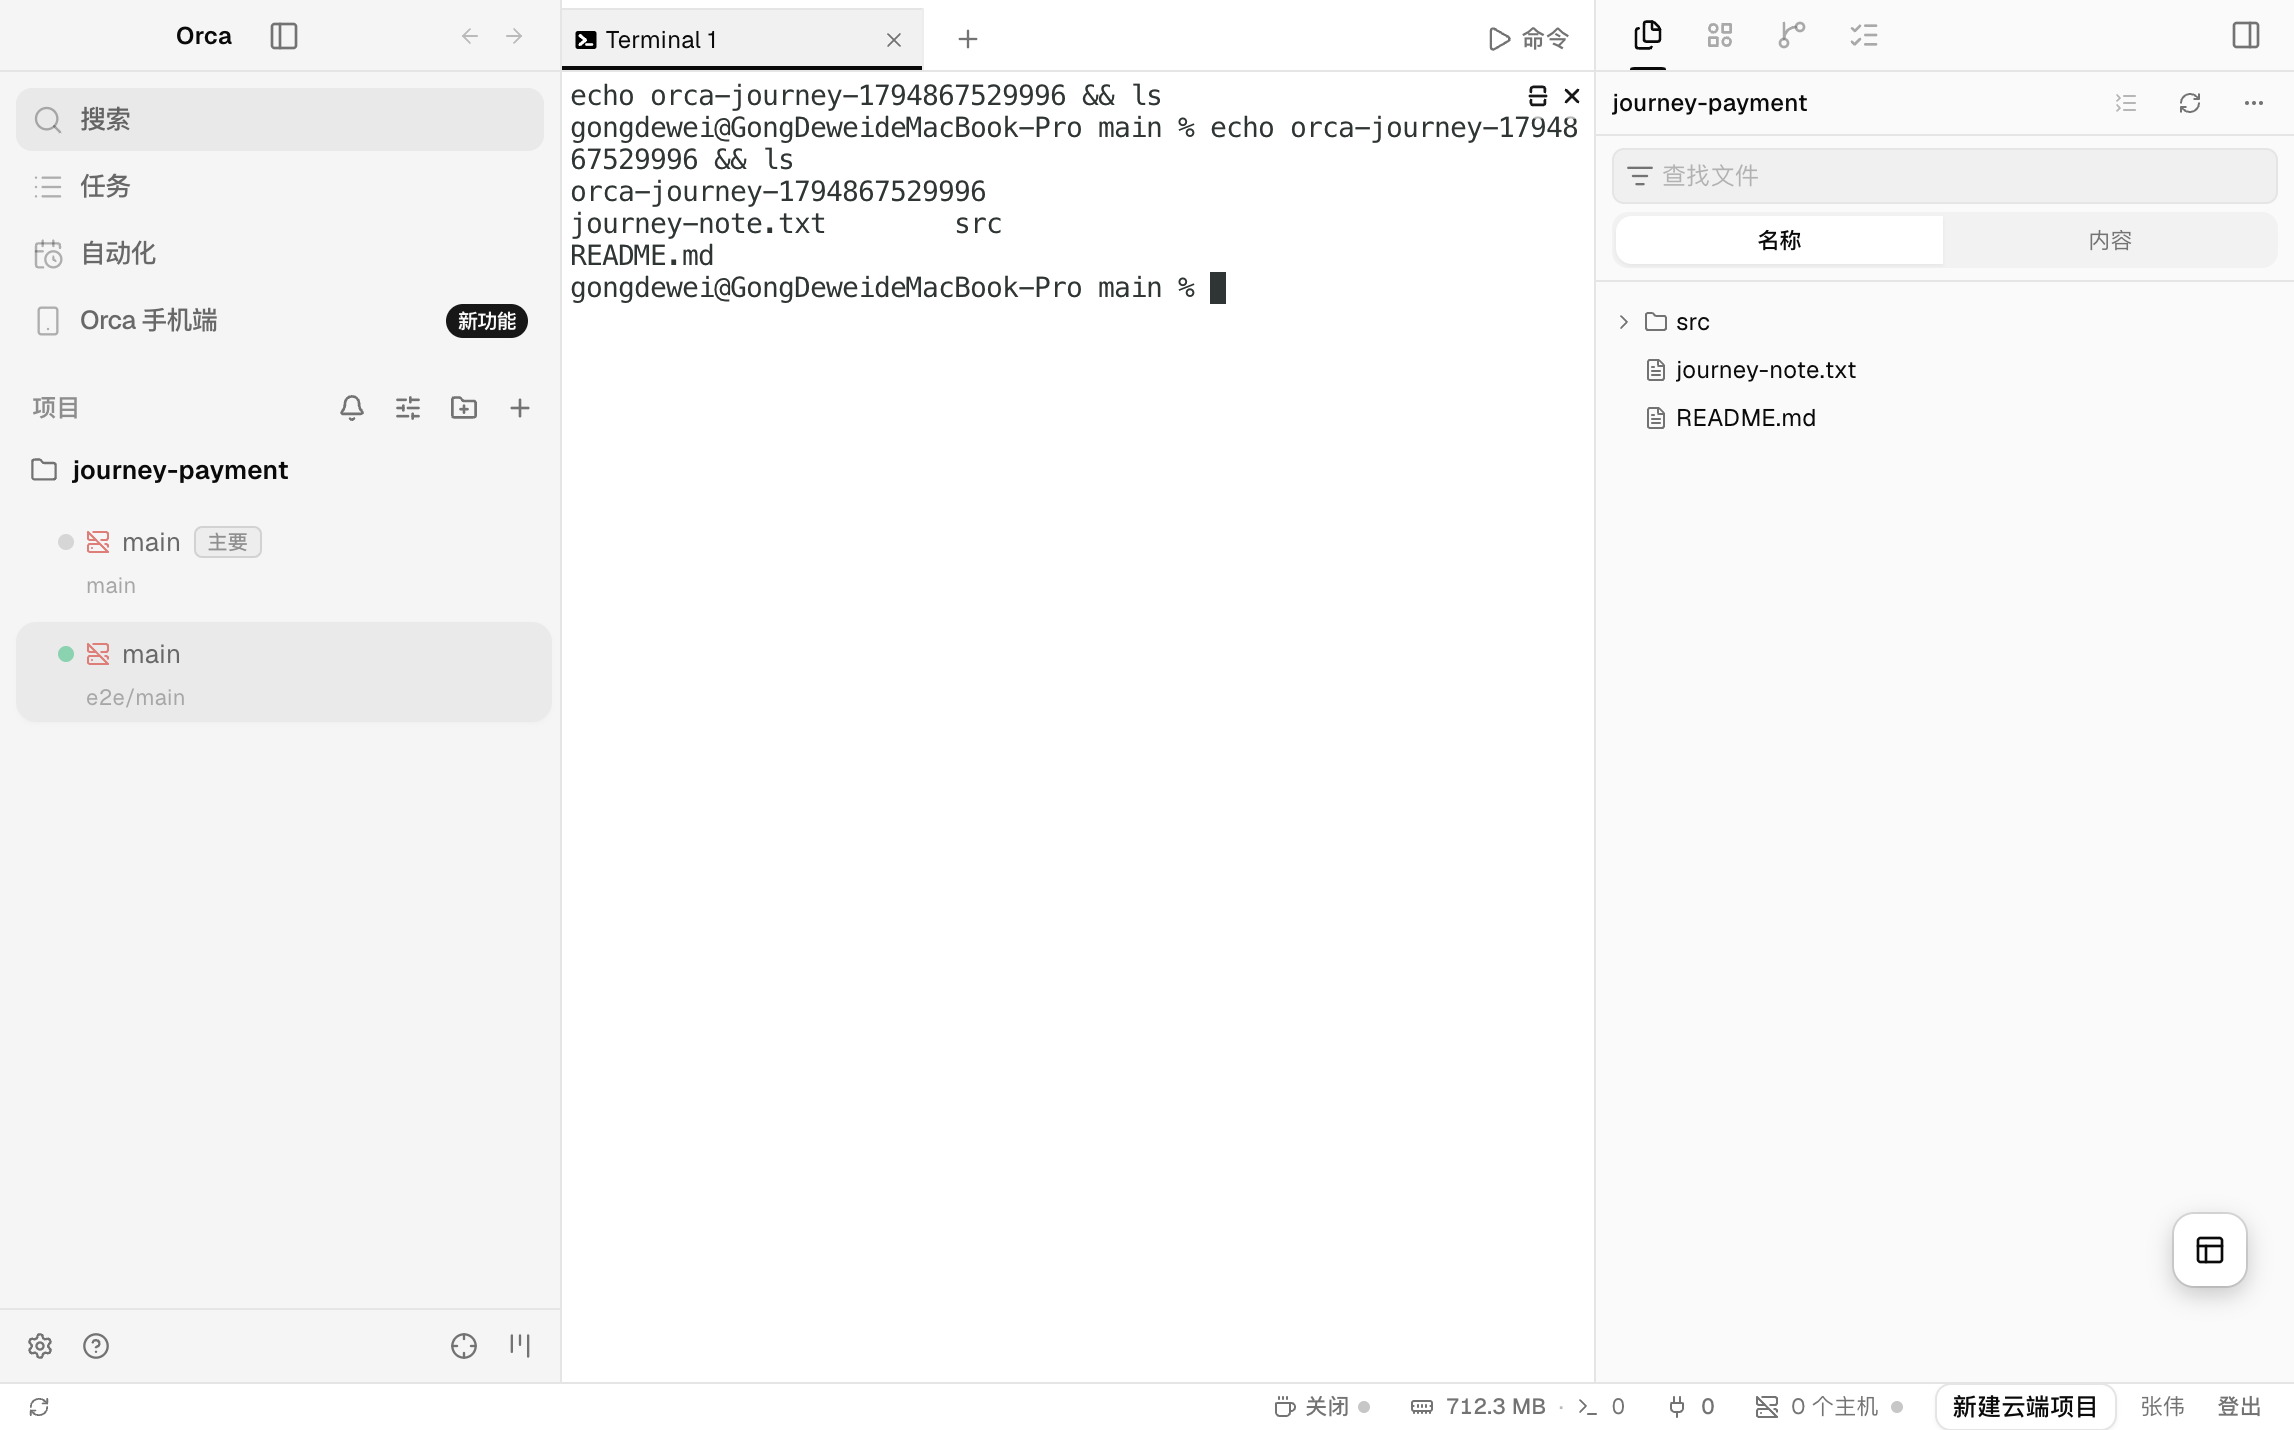 Orca
搜索
任务
自动化
Orca 手机端
新功能
项目
journey-payment
main 主要
main
main
e2e/main
Terminal 1
命令
echo orca-journey-1794867529996 && ls
gongdewei@GongDeweideMacBook-Pro main % echo orca-journey-17948
67529996 && ls
orca-journey-1794867529996
journey-note.txt src
README.md
gongdewei@GongDeweideMacBook-Pro main %
journey-payment
查找文件
名称 内容
src
journey-note.txt
README.md
关闭 712.3 MB · 0 0 0 个主机 新建云端项目 张伟 登出